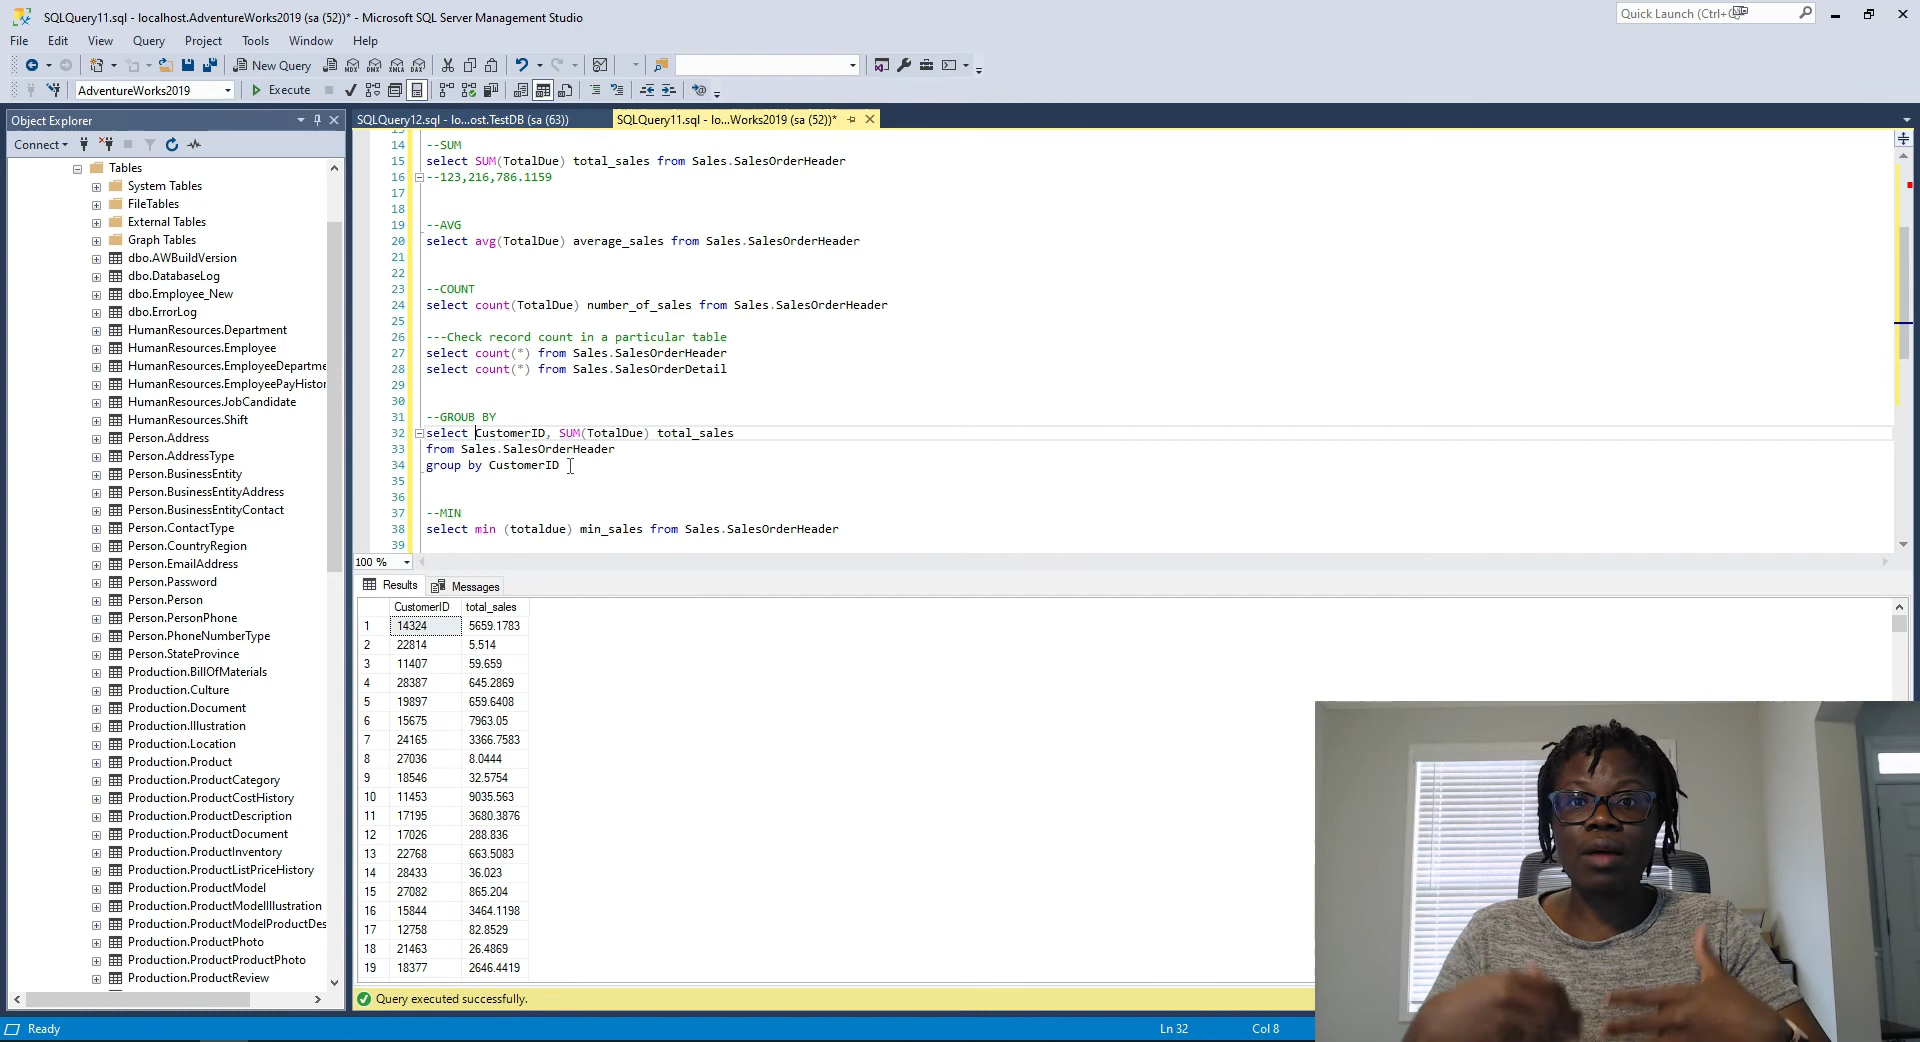 SQLQuery11.sql - localhost.AdventureWorks2019 (sa (52))* - Microsoft SQL Server Management Studio
Quick Launch (Ctrl+Q)
File Edit View Query Project Tools Window Help
New Query
AdventureWorks2019 Execute
Object Explorer
Connect
Tables
System Tables
FileTables
External Tables
Graph Tables
dbo.AWBuildVersion
dbo.DatabaseLog
dbo.Employee_New
dbo.ErrorLog
HumanResources.Department
HumanResources.Employee
HumanResources.EmployeeDepartme
HumanResources.EmployeePayHistor
HumanResources.JobCandidate
HumanResources.Shift
Person.Address
Person.AddressType
Person.BusinessEntity
Person.BusinessEntityAddress
Person.BusinessEntityContact
Person.ContactType
Person.CountryRegion
Person.EmailAddress
Person.Password
Person.Person
Person.PersonPhone
Person.PhoneNumberType
Person.StateProvince
Production.BillOfMaterials
Production.Culture
Production.Document
Production.Illustration
Production.Location
Production.Product
Production.ProductCategory
Production.ProductCostHistory
Production.ProductDescription
Production.ProductDocument
Production.ProductInventory
Production.ProductListPriceHistory
Production.ProductModel
Production.ProductModelIllustration
Production.ProductModelProductDes
Production.ProductPhoto
Production.ProductProductPhoto
Production.ProductReview
SQLQuery12.sql - lo...ost.TestDB (sa (63)) SQLQuery11.sql - lo...Works2019 (sa (52))*
13
14 --SUM
15 select SUM(TotalDue) total_sales from Sales.SalesOrderHeader
16 --123,216,786.1159
17
18
19 --AVG
20 select avg(TotalDue) average_sales from Sales.SalesOrderHeader
21
22
23 --COUNT
24 select count(TotalDue) number_of_sales from Sales.SalesOrderHeader
25
26 ---Check record count in a particular table
27 select count(*) from Sales.SalesOrderHeader
28 select count(*) from Sales.SalesOrderDetail
29
30
31 --GROUB BY
32 select CustomerID, SUM(TotalDue) total_sales
33 from Sales.SalesOrderHeader
34 group by CustomerID
35
36
37 --MIN
38 select min (totaldue) min_sales from Sales.SalesOrderHeader
39
100 %
Results Messages
CustomerID total_sales
1 14324 5659.1783
2 22814 5.514
3 11407 59.659
4 28387 645.2869
5 19897 659.6408
6 15675 7963.05
7 24165 3366.7583
8 27036 8.0444
9 18546 32.5754
10 11453 9035.563
11 17195 3680.3876
12 17026 288.836
13 22768 663.5083
14 28433 36.023
15 27082 865.204
16 15844 3464.1198
17 12758 82.8529
18 21463 26.4869
19 18377 2646.4419
Query executed successfully.
Ready Ln 32 Col 8